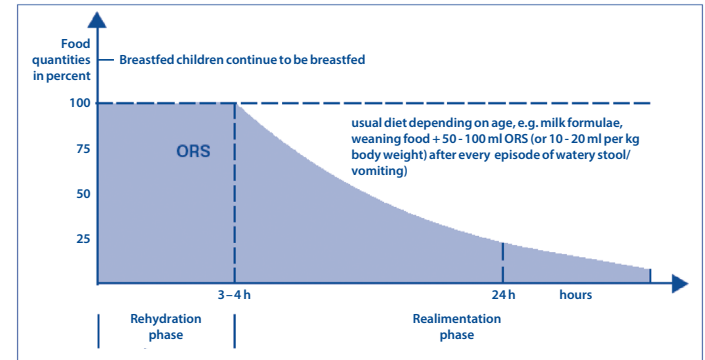 Food
quantities
in percent
Breastfed children continue to be breastfed
100
usual diet depending on age, e.g. milk formulae,
weaning food + 50 - 100 ml ORS (or 10 - 20 ml per kg
body weight) after every episode of watery stool/
vomiting)
ORS
75
50
25
3–4 h
24 h
hours
Rehydration
phase
Realimentation
phase